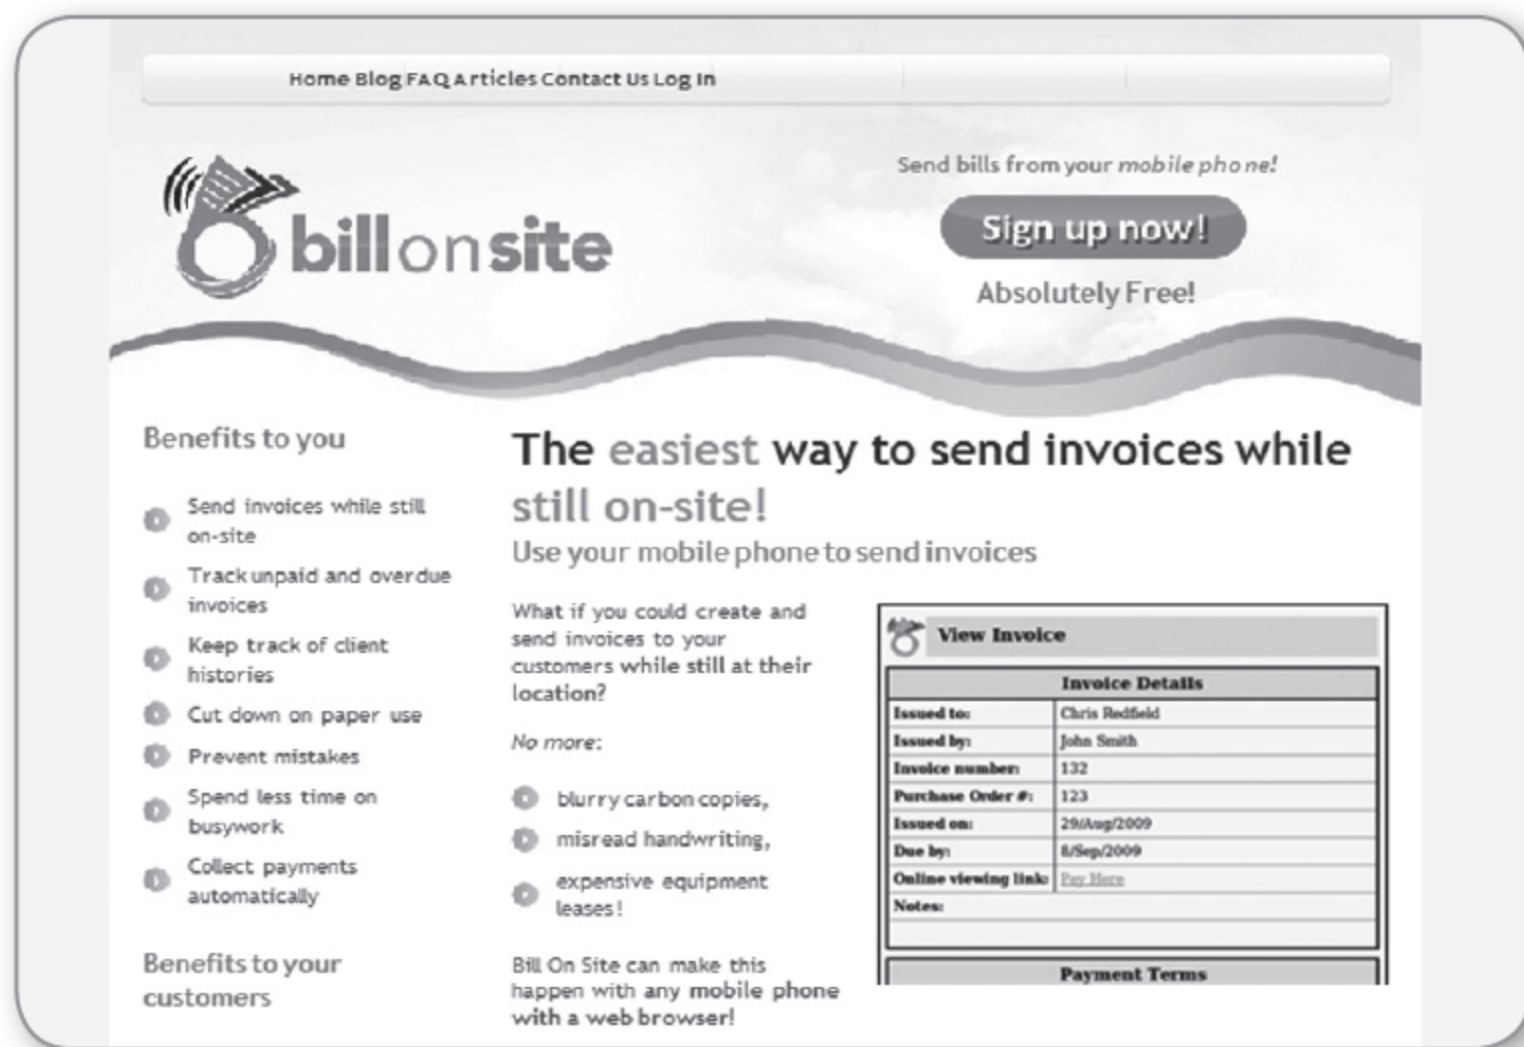 Home Blog FAQ Articles Contact Us Log In
billonsite
Send bills from your mobile phone!
Sign up now!
Absolutely Free!
Benefits to you
Send invoices while still
on-site
Track unpaid and overdue
invoices
Keep track of client
histories
Cut down on paper use
Prevent mistakes
Spend less time on
busywork
Collect payments
automatically
Benefits to your
customers
The easiest way to send invoices while
still on-site!
Use your mobile phone to send invoices
What if you could create and
send invoices to your
customers while still at their
location?
No more:
blurry carbon copies,
misread handwriting,
expensive equipment
leases!
Bill On Site can make this
happen with any mobile phone
with a web browser!
View Invoice
Invoice Details
Issued to: Chris Redfield
Issued by: John Smith
Invoice number: 132
Purchase Order #: 123
Issued on: 29/Aug/2009
Due by: 8/Sep/2009
Online viewing link: Pay Here
Notes:
Payment Terms